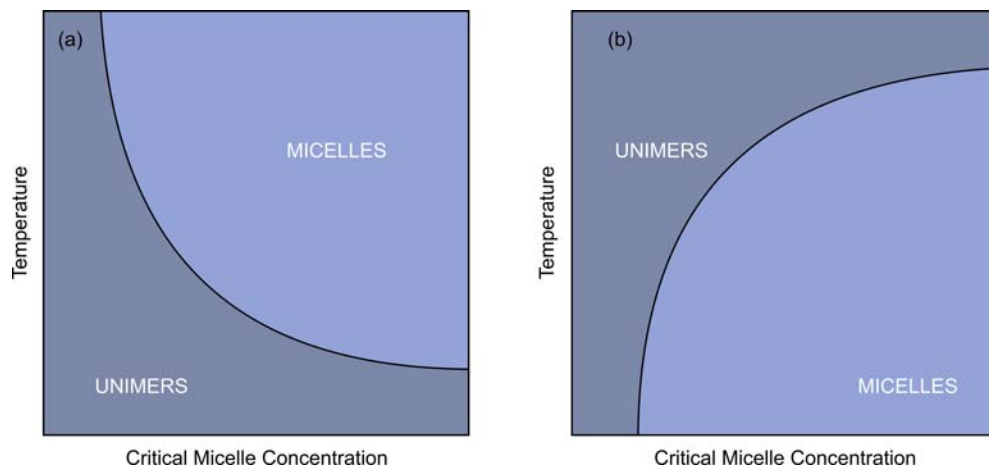 (a)
MICELLES
UNIMERS
Temperature
Critical Micelle Concentration
(b)
UNIMERS
MICELLES
Temperature
Critical Micelle Concentration